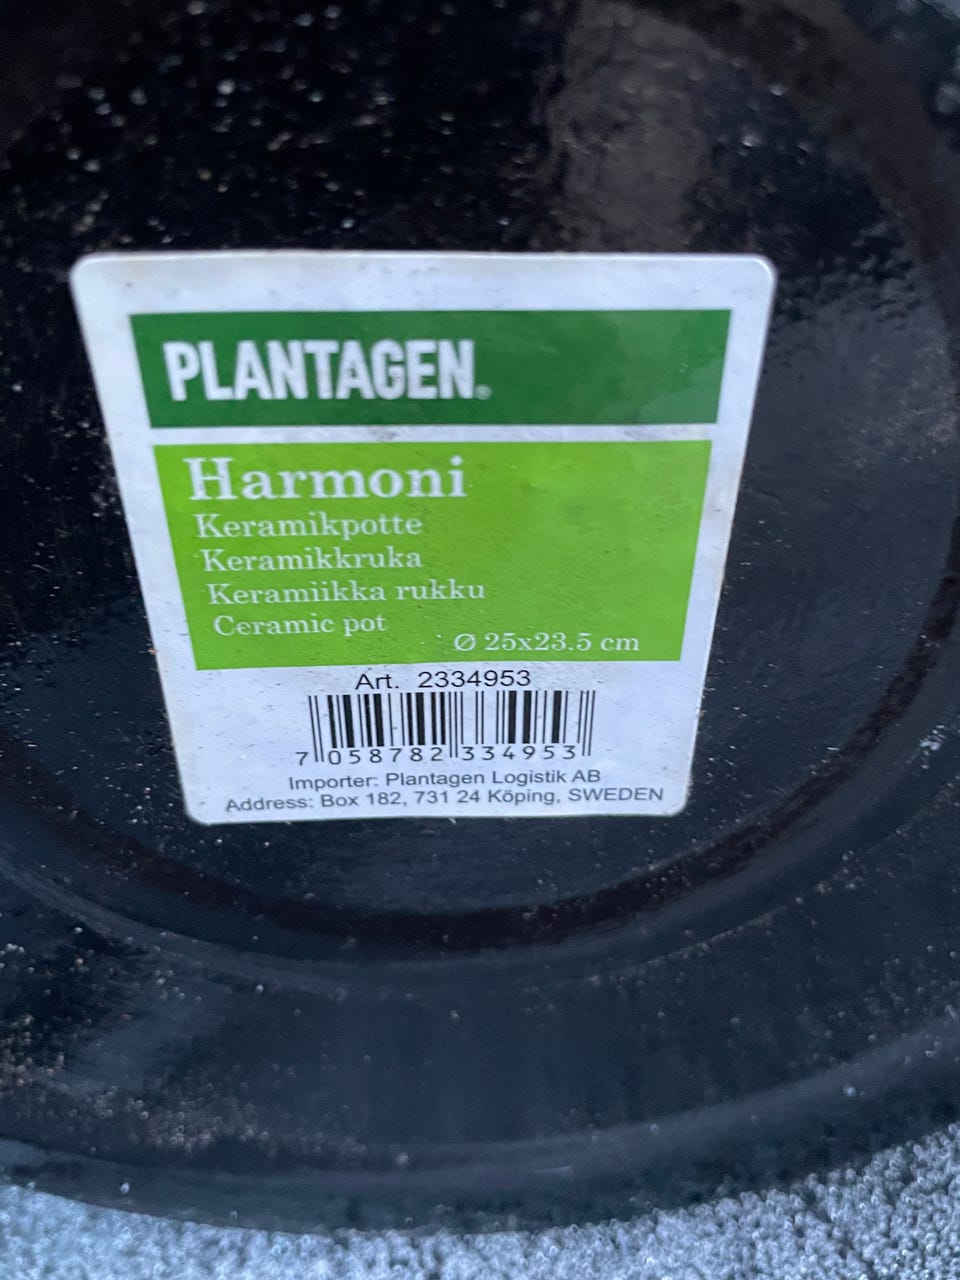 PLANTAGEN®
Harmoni
Keramikpotte
Keramikkruka
Keramiikka rukku
Ceramic pot
Ø 25x23.5 cm
Art. 2334953
7 058782 334953
Importer: Plantagen Logistik AB
Address: Box 182, 731 24 Köping, SWEDEN